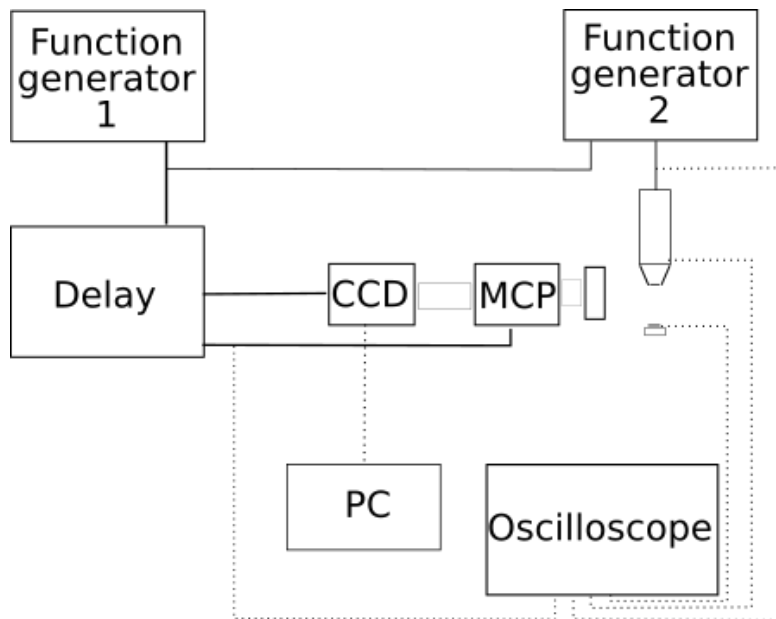 Function
generator
1
Function
generator
2
Delay
CCD
MCP
PC
Oscilloscope